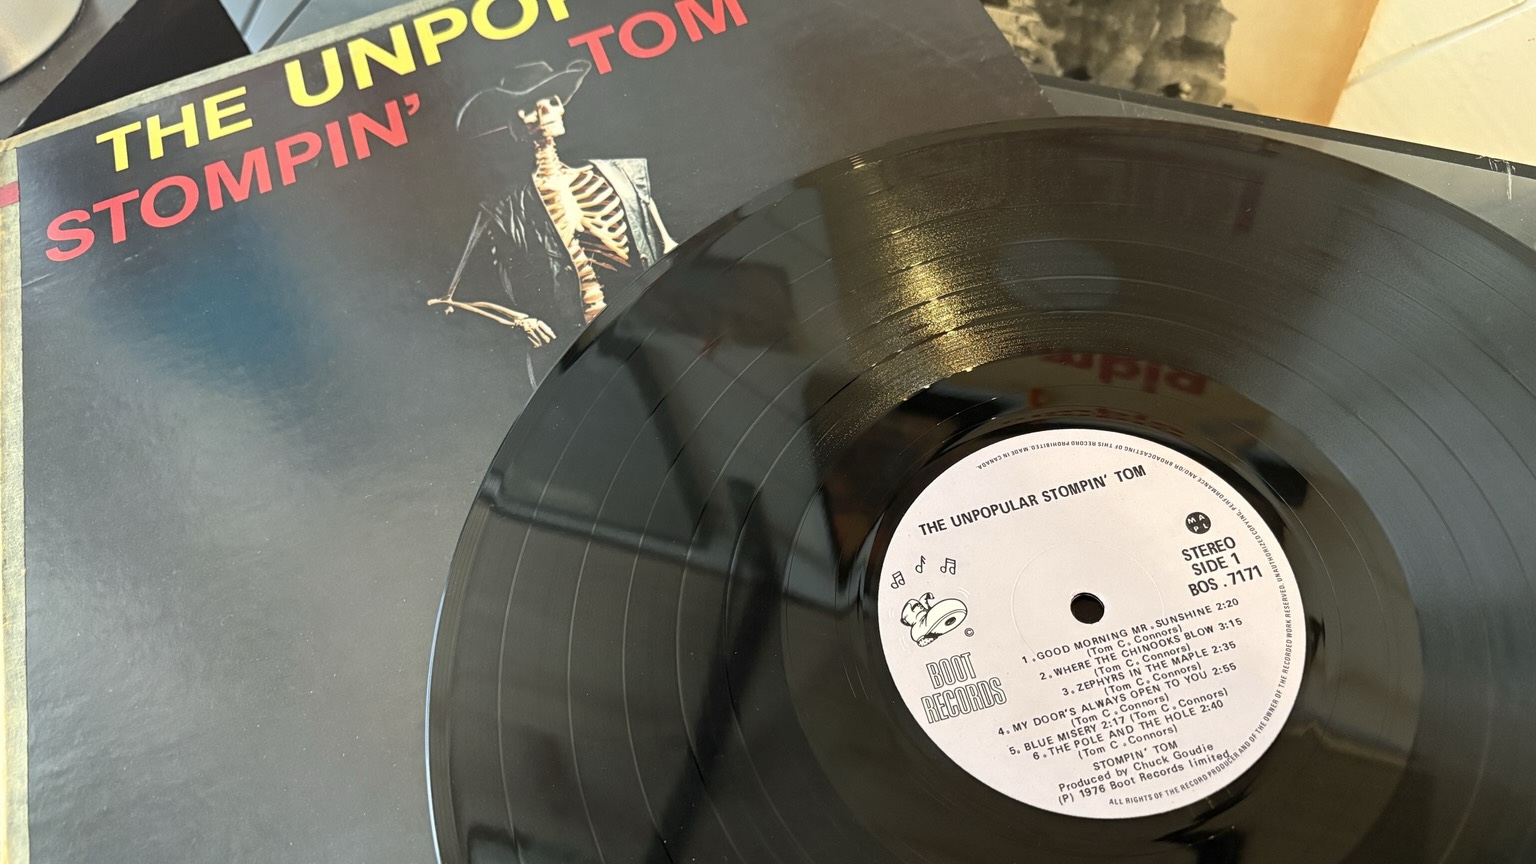 THE UNPOP
STOMPIN' TOM
THE UNPOPULAR STOMPIN' TOM
MA
PL
STEREO
SIDE 1
BOS . 7171
©
BOOT
RECORDS
1. GOOD MORNING MR. SUNSHINE 2:20
(Tom C. Connors)
2. WHERE THE CHINOOKS BLOW 3:15
(Tom C. Connors)
3. ZEPHYRS IN THE MAPLE 2:35
(Tom C. Connors)
4. MY DOOR'S ALWAYS OPEN TO YOU 2:55
(Tom C. Connors)
5. BLUE MISERY 2:17 (Tom C. Connors)
6. THE POLE AND THE HOLE 2:40
(Tom C. Connors)
STOMPIN' TOM
Produced by Chuck Goudie
(P) 1976 Boot Records limited
ALL RIGHTS OF THE RECORD PRODUCER AND OF THE OWNER OF THE RECORDED WORK RESERVED. UNAUTHORIZED COPYING, PERFORMANCE AND/OR BROADCASTING OF THIS RECORD PROHIBITED. MADE IN CANADA